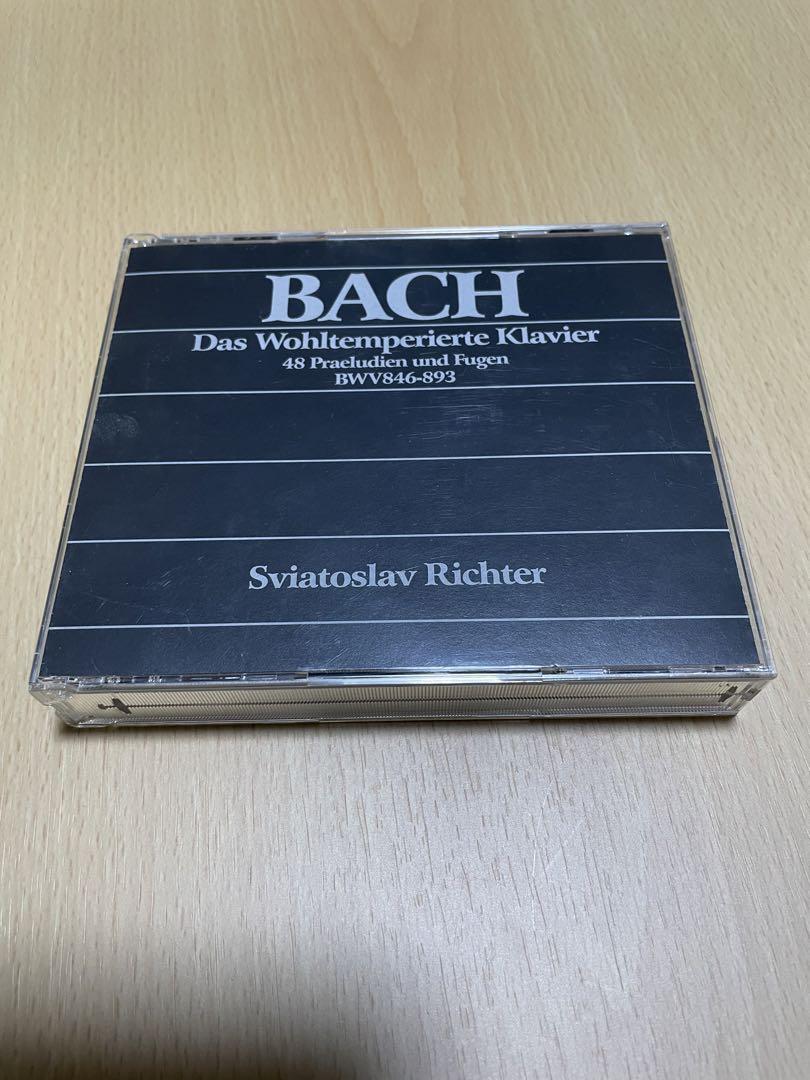 BACH
Das Wohltemperierte Klavier
48 Praeludien und Fugen
BWV846-893
Sviatoslav Richter